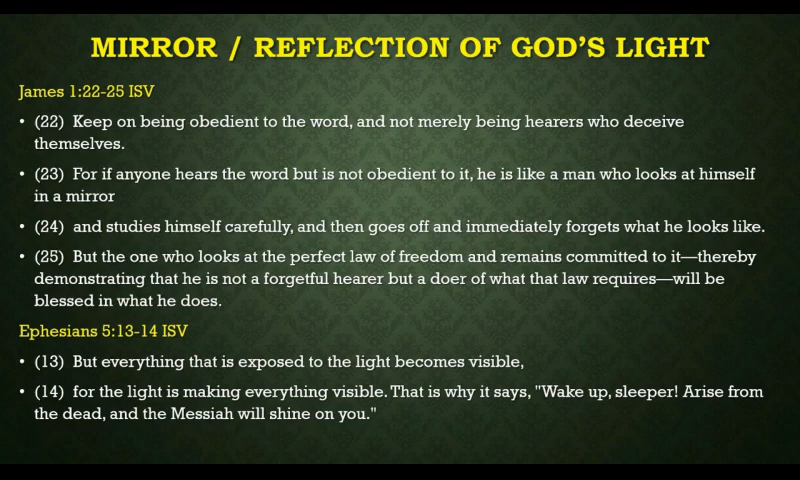 MIRROR / REFLECTION OF GOD'S LIGHT
James 1:22-25 ISV
• (22) Keep on being obedient to the word, and not merely being hearers who deceive
themselves.
• (23) For if anyone hears the word but is not obedient to it, he is like a man who looks at himself
in a mirror
• (24) and studies himself carefully, and then goes off and immediately forgets what he looks like.
• (25) But the one who looks at the perfect law of freedom and remains committed to it—thereby
demonstrating that he is not a forgetful hearer but a doer of what that law requires—will be
blessed in what he does.
Ephesians 5:13-14 ISV
• (13) But everything that is exposed to the light becomes visible,
• (14) for the light is making everything visible. That is why it says, "Wake up, sleeper! Arise from
the dead, and the Messiah will shine on you."